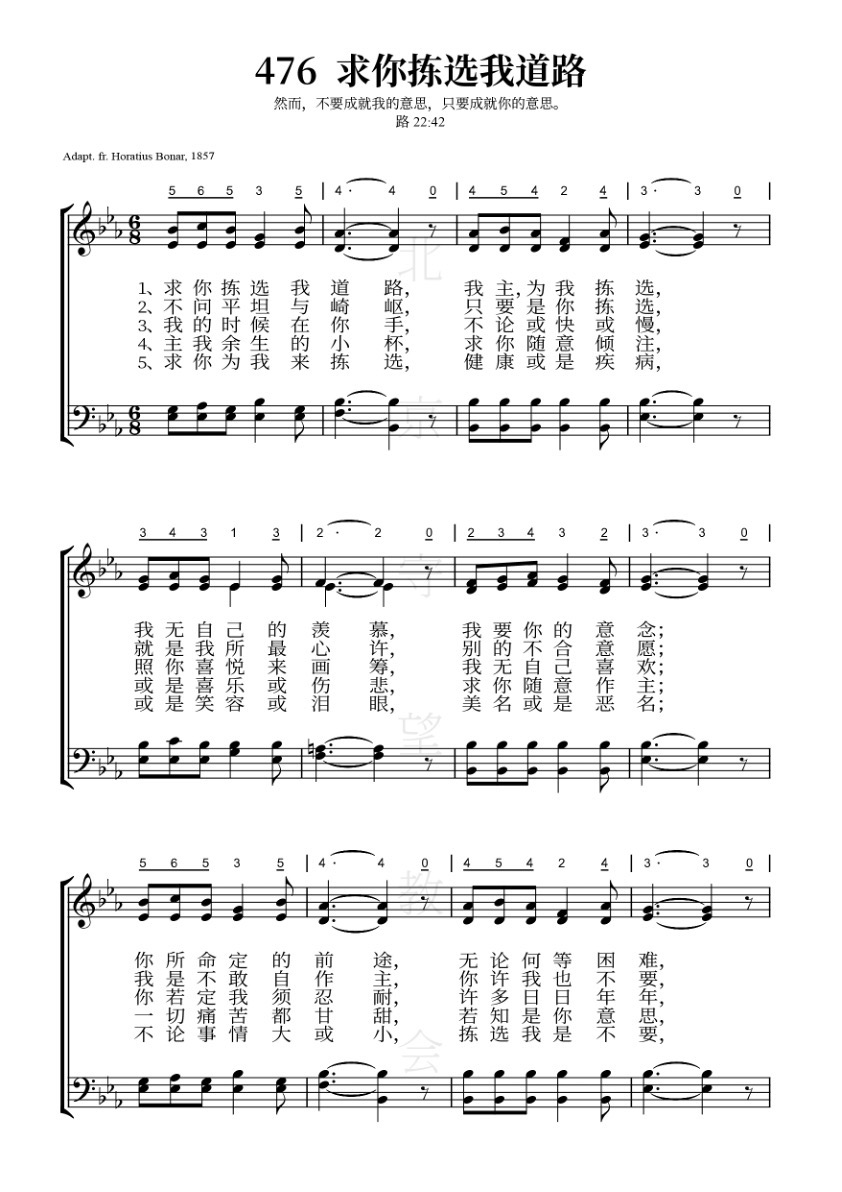 476 求你拣选我道路
然而，不要成就我的意思，只要成就你的意思。
路 22:42
Adapt. fr. Horatius Bonar, 1857
5 6 5 3 5 | 4· 4 0 | 4 5 4 2 4 | 3· 3 0 |
1、求你拣选我道路， 我主,为我拣选，
2、不问平坦与崎岖， 只要是你拣选，
3、我的时候在你手， 不论或快或慢，
4、主我余生的小杯， 求你随意倾注，
5、求你为我来拣选， 健康或是疾病，
3 4 3 1 3 | 2· 2 0 | 2 3 4 3 2 | 3· 3 0 |
我无自己的羡慕， 我要你的意念；
就是我所最心许， 别的不合意愿；
照你喜悦来画筹， 我无自己喜欢；
或是喜乐或伤悲， 求你随意作主；
或是笑容或泪眼， 美名或是恶名；
5 6 5 3 5 | 4· 4 0 | 4 5 4 2 4 | 3· 3 0 |
你所命定的前途， 无论何等困难，
我是不敢自作主， 你许我也不要，
你若定我须忍耐， 许多日日年年，
一切痛苦都甘甜， 若知是你意思，
不论事情大或小， 拣选我是不要，
北京守望教会